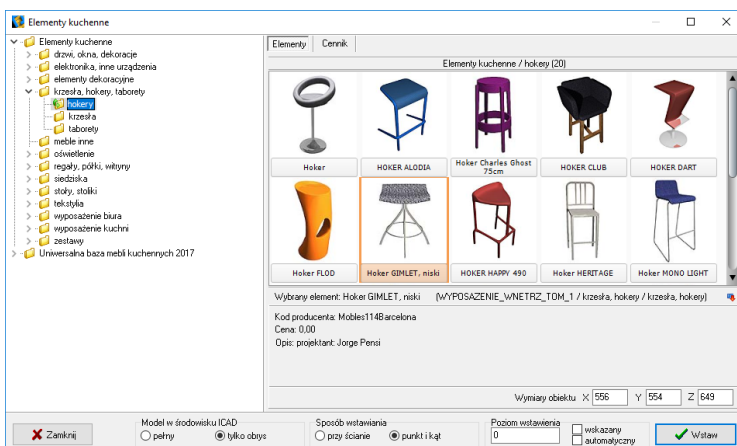 Elementy kuchenne
Elementy kuchenne
drzwi, okna, dekoracje
elektronika, inne urządzenia
elementy dekoracyjne
krzesła, hokery, taborety
hokery
krzesła
taborety
meble inne
oświetlenie
regały, półki, witryny
siedziska
stoły, stoliki
tekstylia
wyposażenie biura
wyposażenie kuchni
zestawy
Uniwersalna baza mebli kuchennych 2017
Elementy Cennik
Elementy kuchenne / hokery (20)
Hoker HOKER ALODIA Hoker Charles Ghost 75cm HOKER CLUB HOKER DART
Hoker FLOD Hoker GIMLET, niski HOKER HAPPY 490 Hoker HERITAGE Hoker MONO LIGHT
Wybrany element: Hoker GIMLET, niski (WYPOSAZENIE_WNETRZ_TOM_1 / krzesła, hokery / krzesła, hokery)
Kod producenta: Mobles114Barcelona
Cena: 0,00
Opis: projektant: Jorge Pensi
Wymiary obiektu X 556 Y 554 Z 649
Zamknij
Model w środowisku ICAD
pełny tylko obrys
Sposób wstawiania
przy ścianie punkt i kąt
Poziom wstawienia
0
wskazany
automatyczny
Wstaw